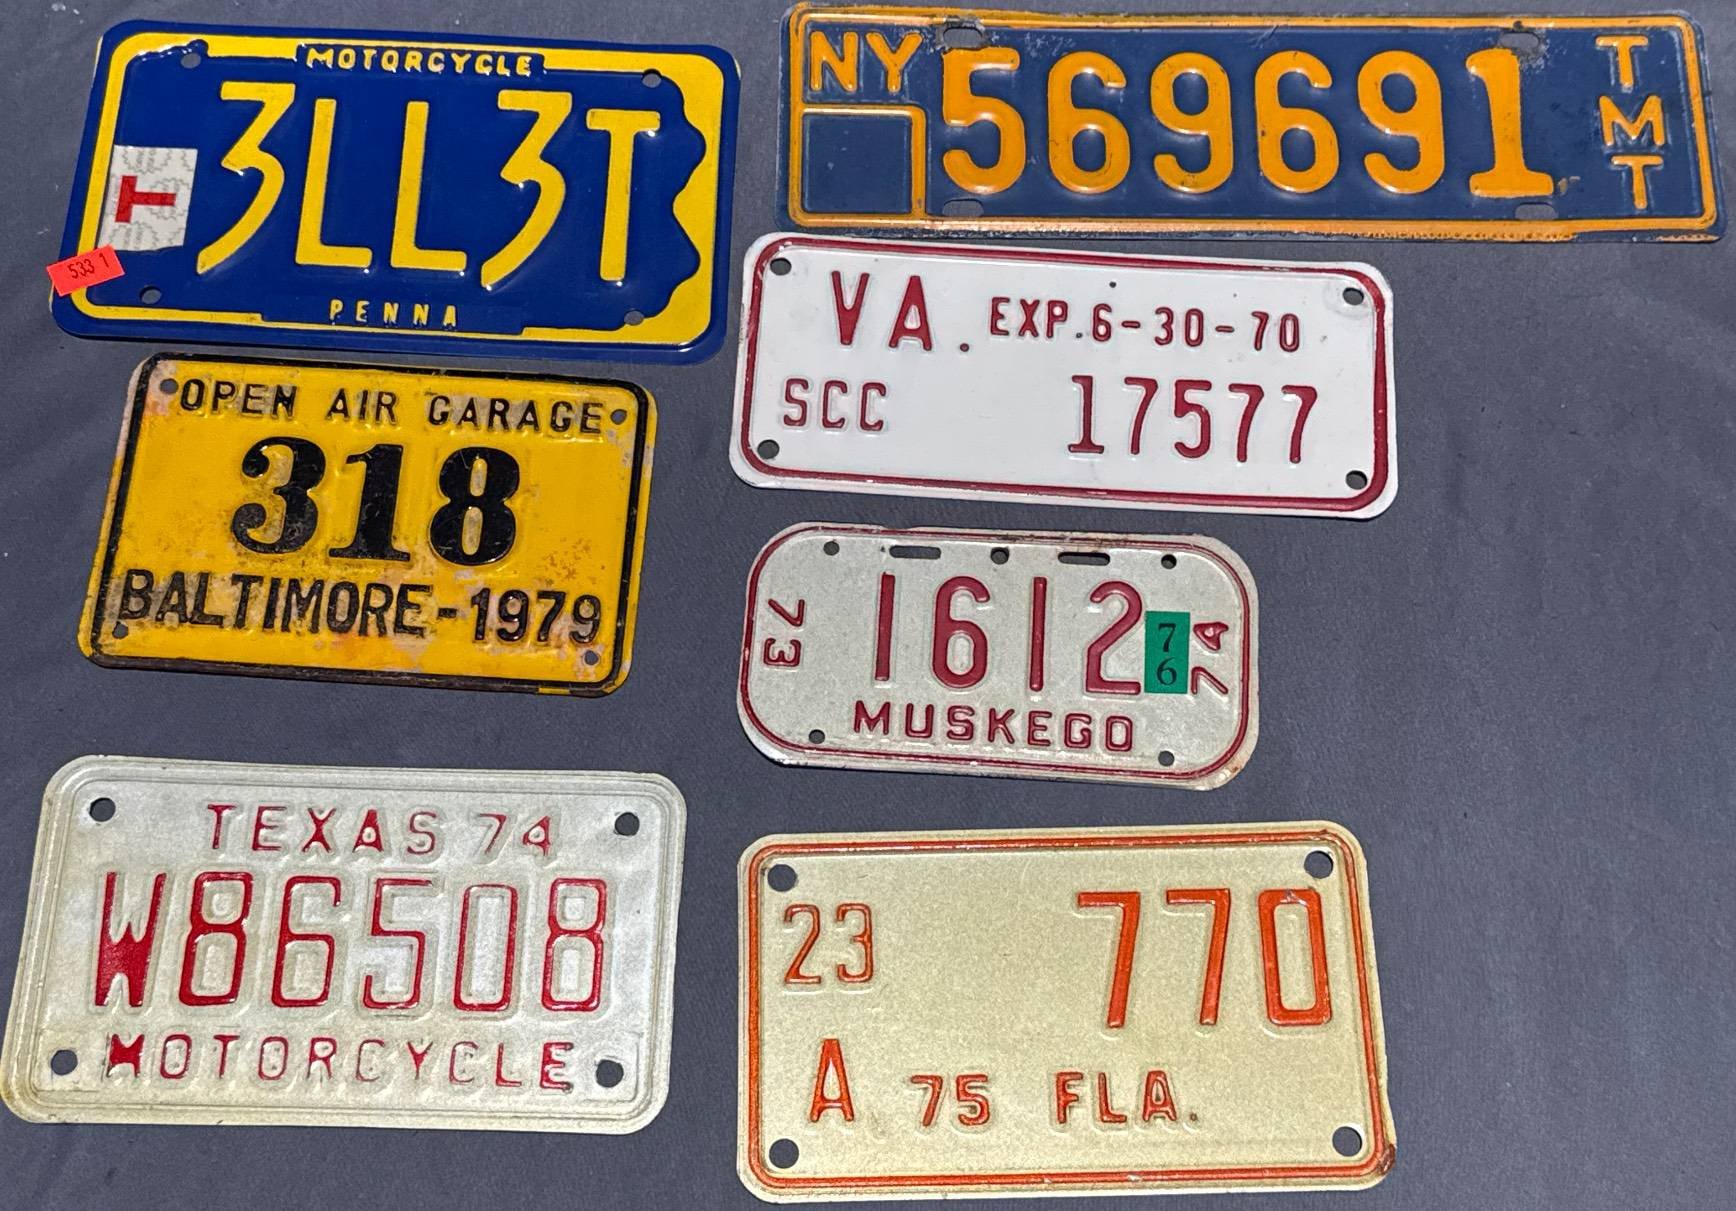 MOTORCYCLE
T
3LL3T
533 1
PENNA
NY 569691 TMT
VA. EXP. 6-30-70
SCC 17577
OPEN AIR GARAGE
318
BALTIMORE-1979
73 1612 76 74
MUSKEGO
TEXAS 74
W86508
MOTORCYCLE
23 770
A 75 FLA.